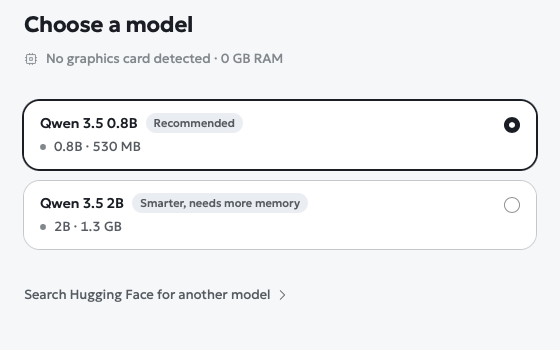 Choose a model
No graphics card detected · 0 GB RAM
Qwen 3.5 0.8B Recommended
0.8B · 530 MB
Qwen 3.5 2B Smarter, needs more memory
2B · 1.3 GB
Search Hugging Face for another model